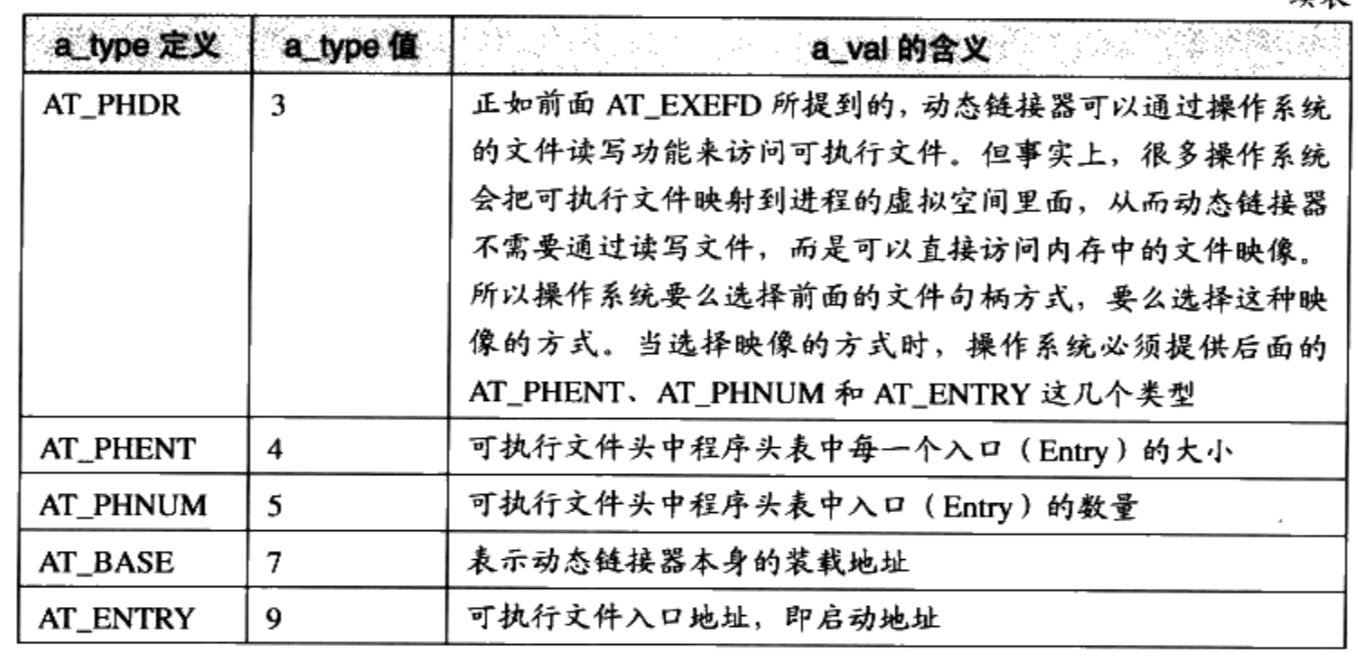 a_type 定义 a_type 值 a_val 的含义
AT_PHDR 3 正如前面 AT_EXEFD 所提到的，动态链接器可以通过操作系统
的文件读写功能来访问可执行文件。但事实上，很多操作系统
会把可执行文件映射到进程的虚拟空间里面，从而动态链接器
不需要通过读写文件，而是可以直接访问内存中的文件映像。
所以操作系统要么选择前面的文件句柄方式，要么选择这种映
像的方式。当选择映像的方式时，操作系统必须提供后面的
AT_PHENT、AT_PHNUM 和 AT_ENTRY 这几个类型
AT_PHENT 4 可执行文件头中程序头表中每一个入口（Entry）的大小
AT_PHNUM 5 可执行文件头中程序头表中入口（Entry）的数量
AT_BASE 7 表示动态链接器本身的装载地址
AT_ENTRY 9 可执行文件入口地址，即启动地址